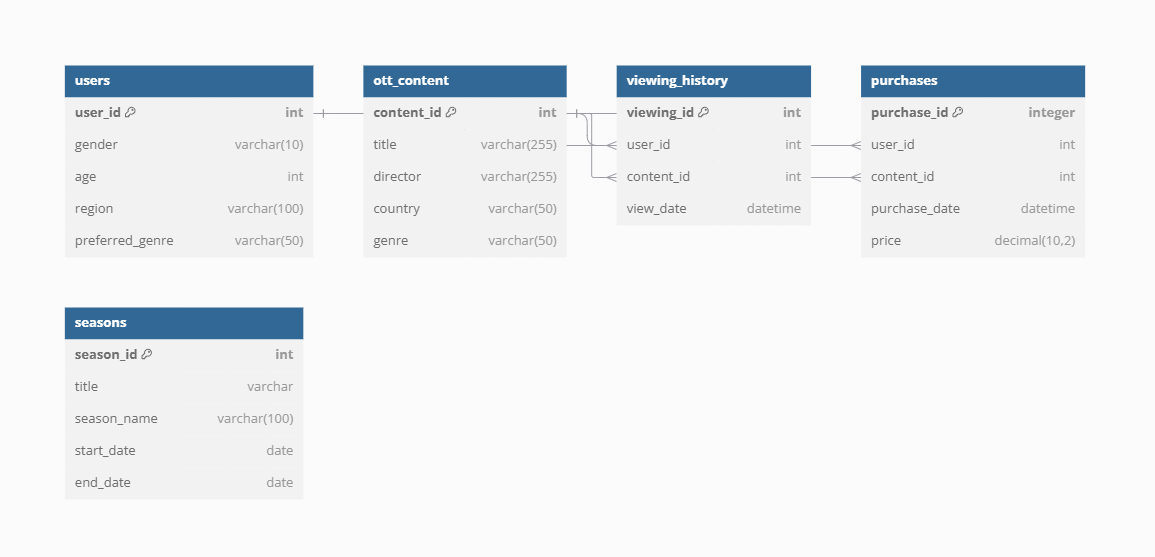 users
user_id int
gender varchar(10)
age int
region varchar(100)
preferred_genre varchar(50)
ott_content
content_id int
title varchar(255)
director varchar(255)
country varchar(50)
genre varchar(50)
viewing_history
viewing_id int
user_id int
content_id int
view_date datetime
purchases
purchase_id integer
user_id int
content_id int
purchase_date datetime
price decimal(10,2)
seasons
season_id int
title varchar
season_name varchar(100)
start_date date
end_date date